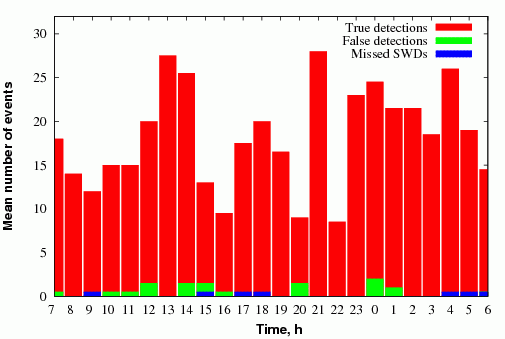 True detections
False detections
Missed SWDs
Mean number of events
30
25
20
15
10
5
0
7 8 9 10 11 12 13 14 15 16 17 18 19 20 21 22 23 0 1 2 3 4 5 6
Time, h